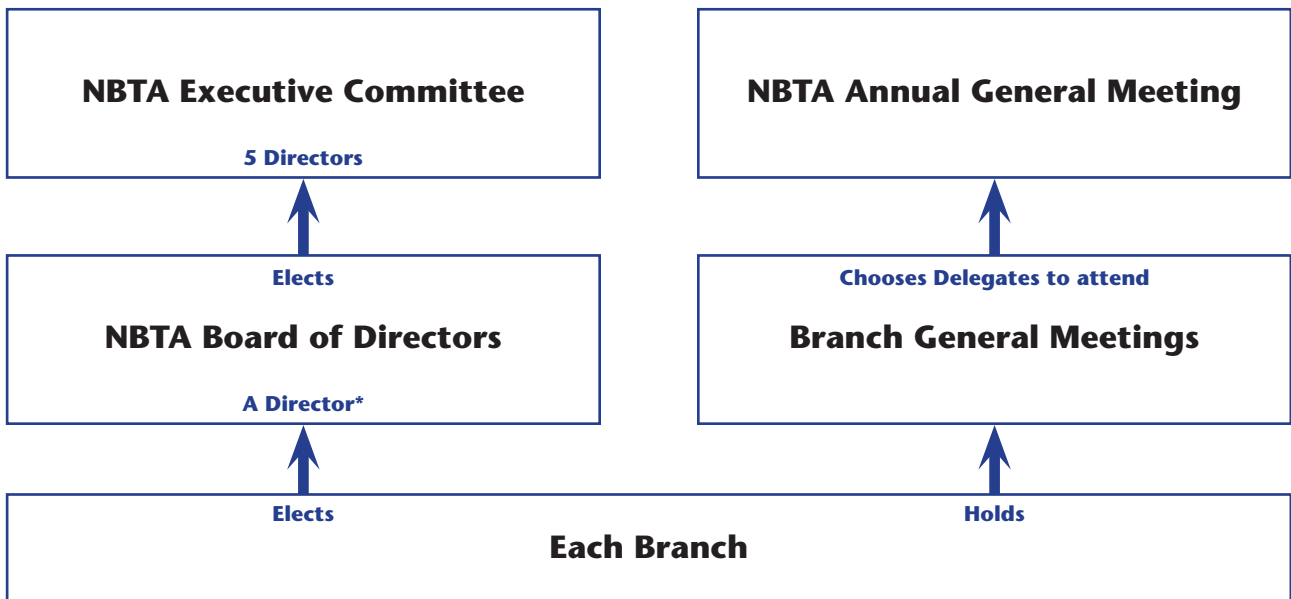 NBTA Executive Committee
5 Directors
NBTA Annual General Meeting
Elects
NBTA Board of Directors
A Director*
Chooses Delegates to attend
Branch General Meetings
Elects
Holds
Each Branch